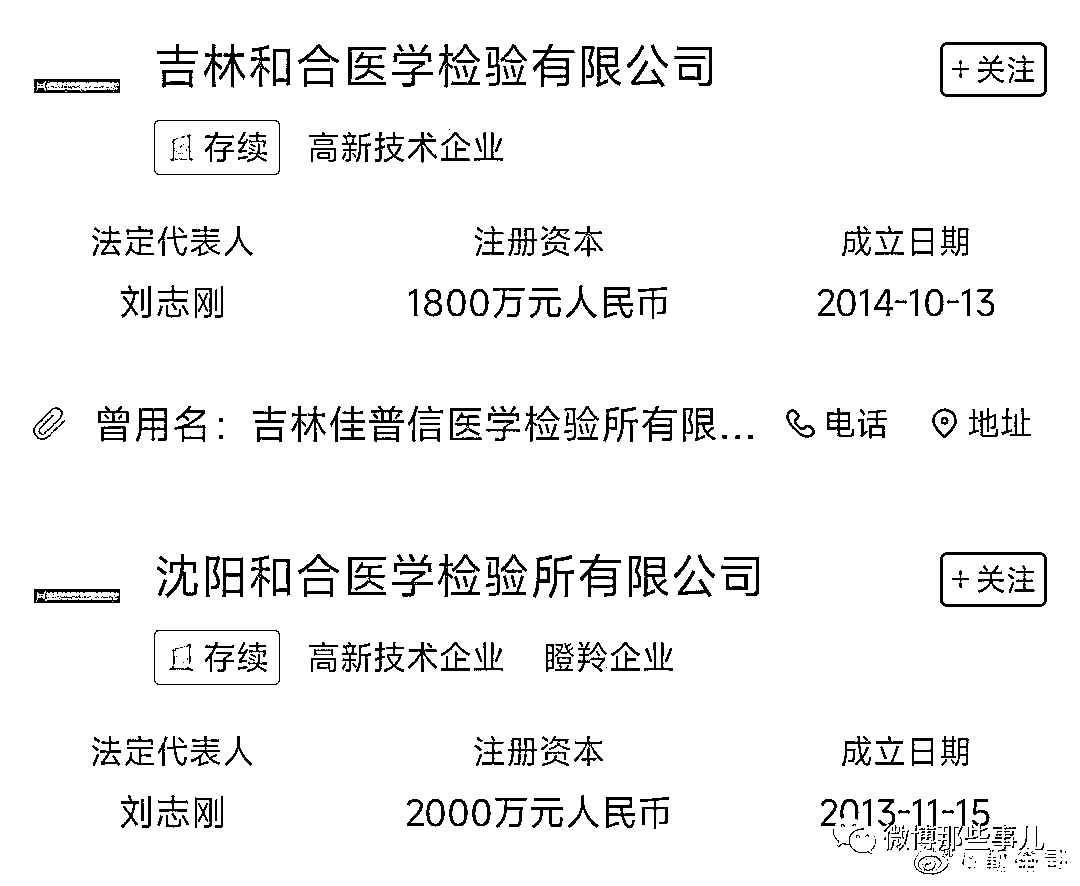 吉林和合医学检验有限公司
+关注
存续 高新技术企业
法定代表人 注册资本 成立日期
刘志刚 1800万元人民币 2014-10-13
曾用名：吉林佳普信医学检验所有限... 电话 地址
沈阳和合医学检验所有限公司
+关注
存续 高新技术企业 瞪羚企业
法定代表人 注册资本 成立日期
刘志刚 2000万元人民币 2013-11-15
微博那些事儿